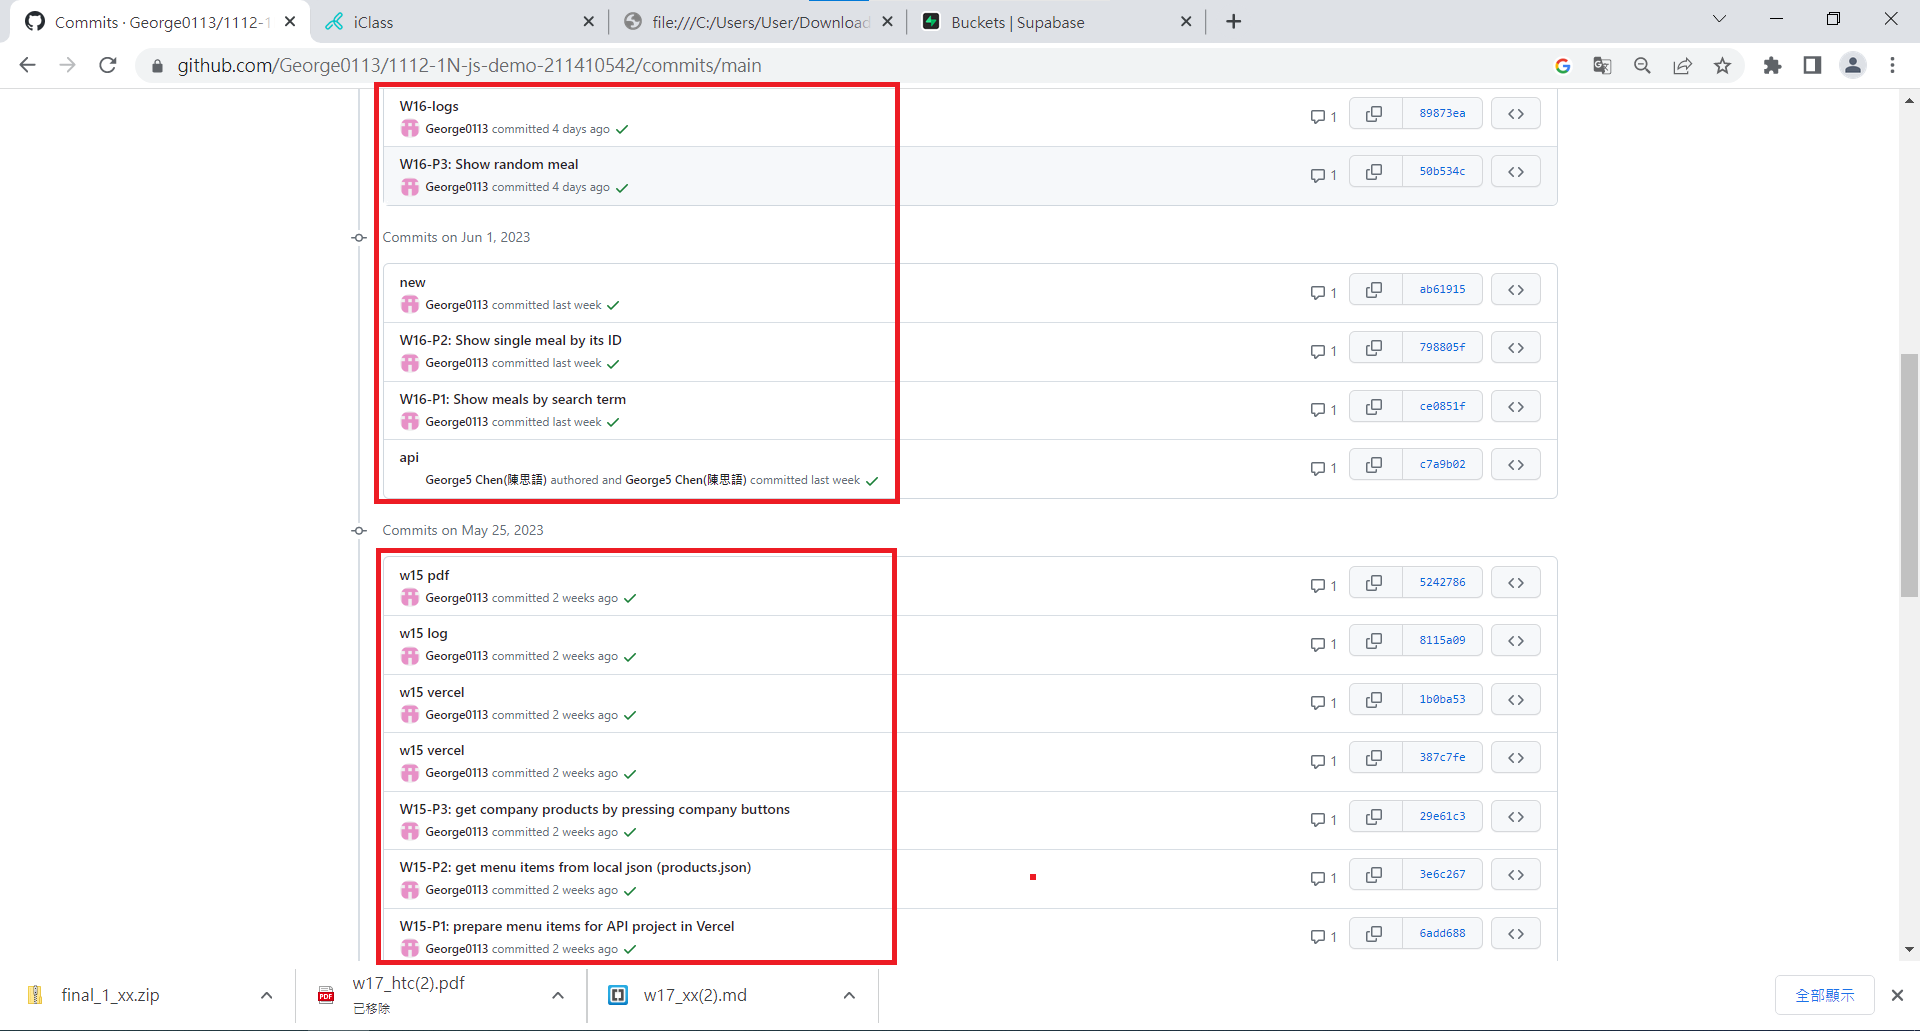 Commits · George0113/1112-1
iClass
file:///C:/Users/User/Download
Buckets | Supabase
github.com/George0113/1112-1N-js-demo-211410542/commits/main
W16-logs
George0113 committed 4 days ago
1
89873ea
W16-P3: Show random meal
George0113 committed 4 days ago
1
50b534c
Commits on Jun 1, 2023
new
George0113 committed last week
1
ab61915
W16-P2: Show single meal by its ID
George0113 committed last week
1
798805f
W16-P1: Show meals by search term
George0113 committed last week
1
ce0851f
api
George5 Chen(陳思語) authored and George5 Chen(陳思語) committed last week
1
c7a9b02
Commits on May 25, 2023
w15 pdf
George0113 committed 2 weeks ago
1
5242786
w15 log
George0113 committed 2 weeks ago
1
8115a09
w15 vercel
George0113 committed 2 weeks ago
1
1b0ba53
w15 vercel
George0113 committed 2 weeks ago
1
387c7fe
W15-P3: get company products by pressing company buttons
George0113 committed 2 weeks ago
1
29e61c3
W15-P2: get menu items from local json (products.json)
George0113 committed 2 weeks ago
1
3e6c267
W15-P1: prepare menu items for API project in Vercel
George0113 committed 2 weeks ago
1
6add688
final_1_xx.zip
PDF
w17_htc(2).pdf
已移除
w17_xx(2).md
全部顯示